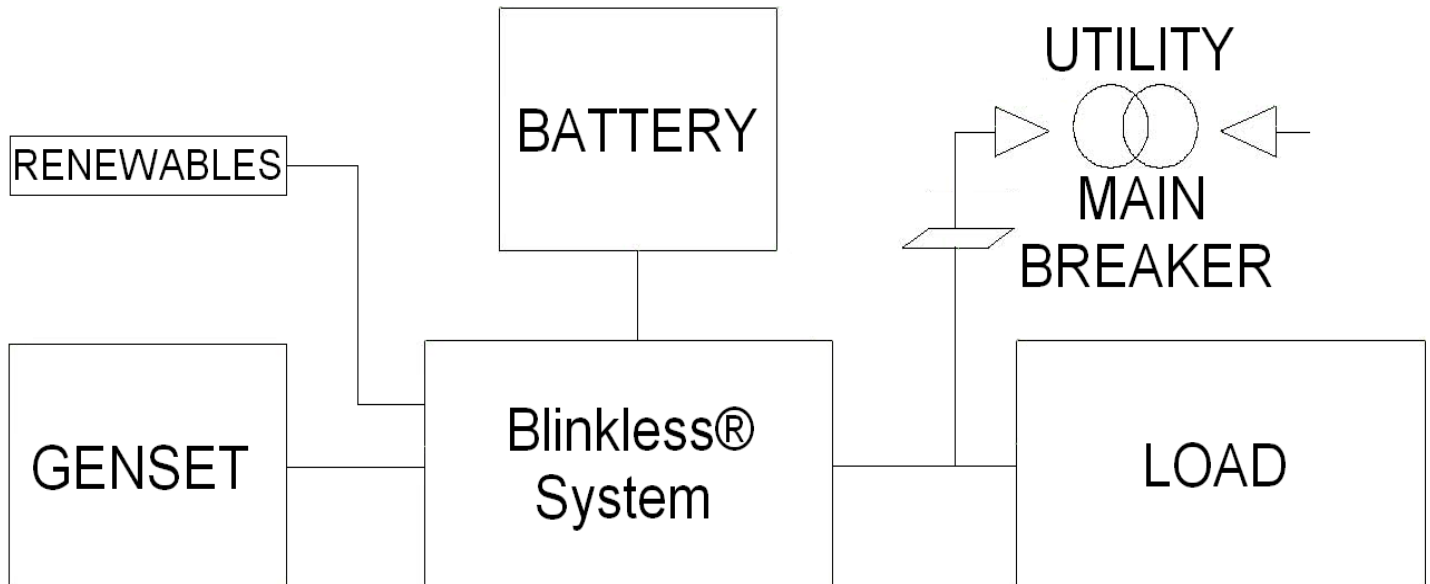 UTILITY
BATTERY
RENEWABLES
MAIN
BREAKER
Blinkless®
System
GENSET
LOAD